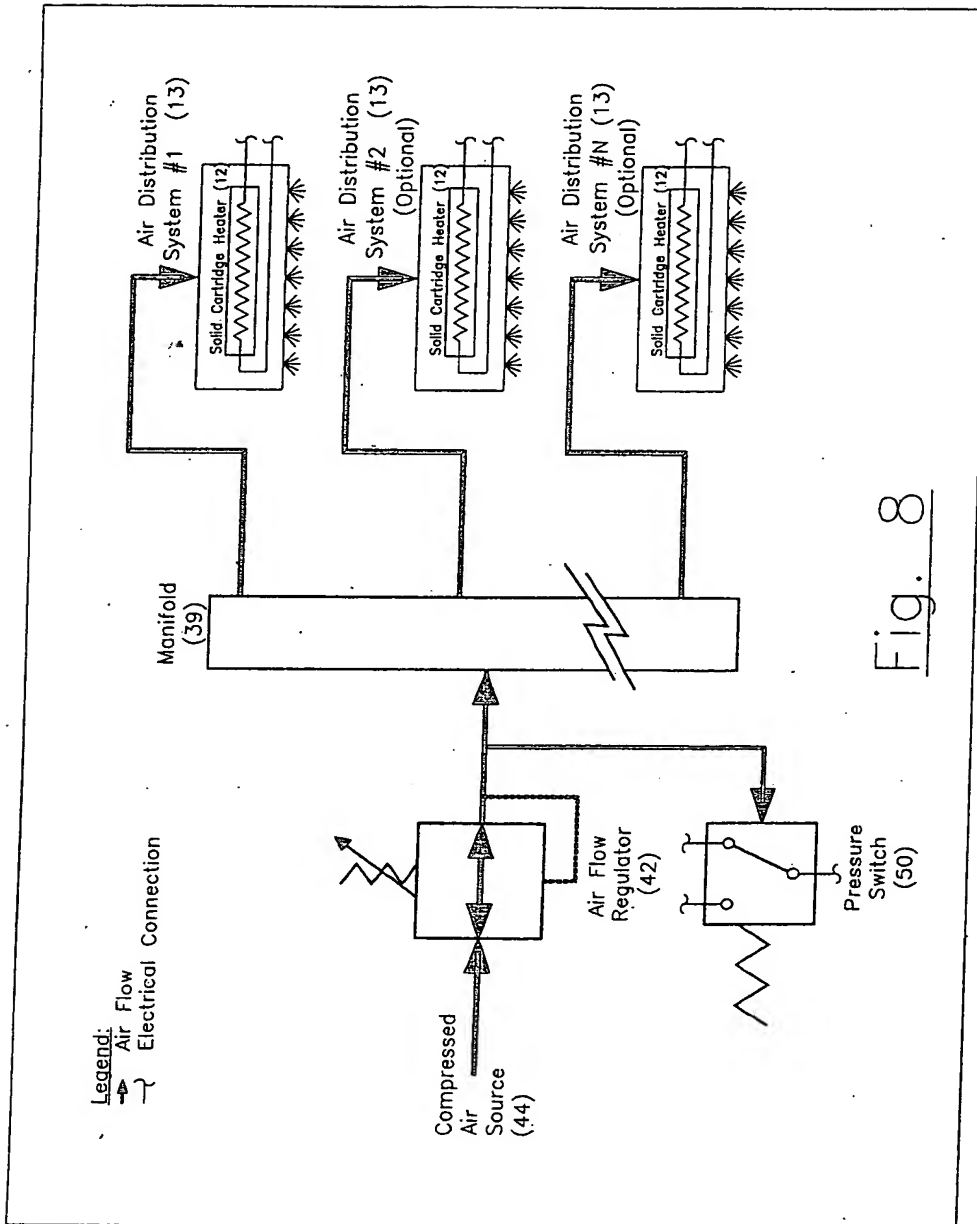 Legend:
Air Flow
Electrical Connection
Compressed
Air
Source
(44)
Air Flow
Regulator
(42)
Pressure
Switch
(50)
Manifold
(39)
Air Distribution
System #1 (13)
Solid Cartridge Heater (12)
Air Distribution
System #2 (13)
(Optional)
Solid Cartridge Heater (12)
Air Distribution
System #N (13)
(Optional)
Solid Cartridge Heater (12)
Fig. 8